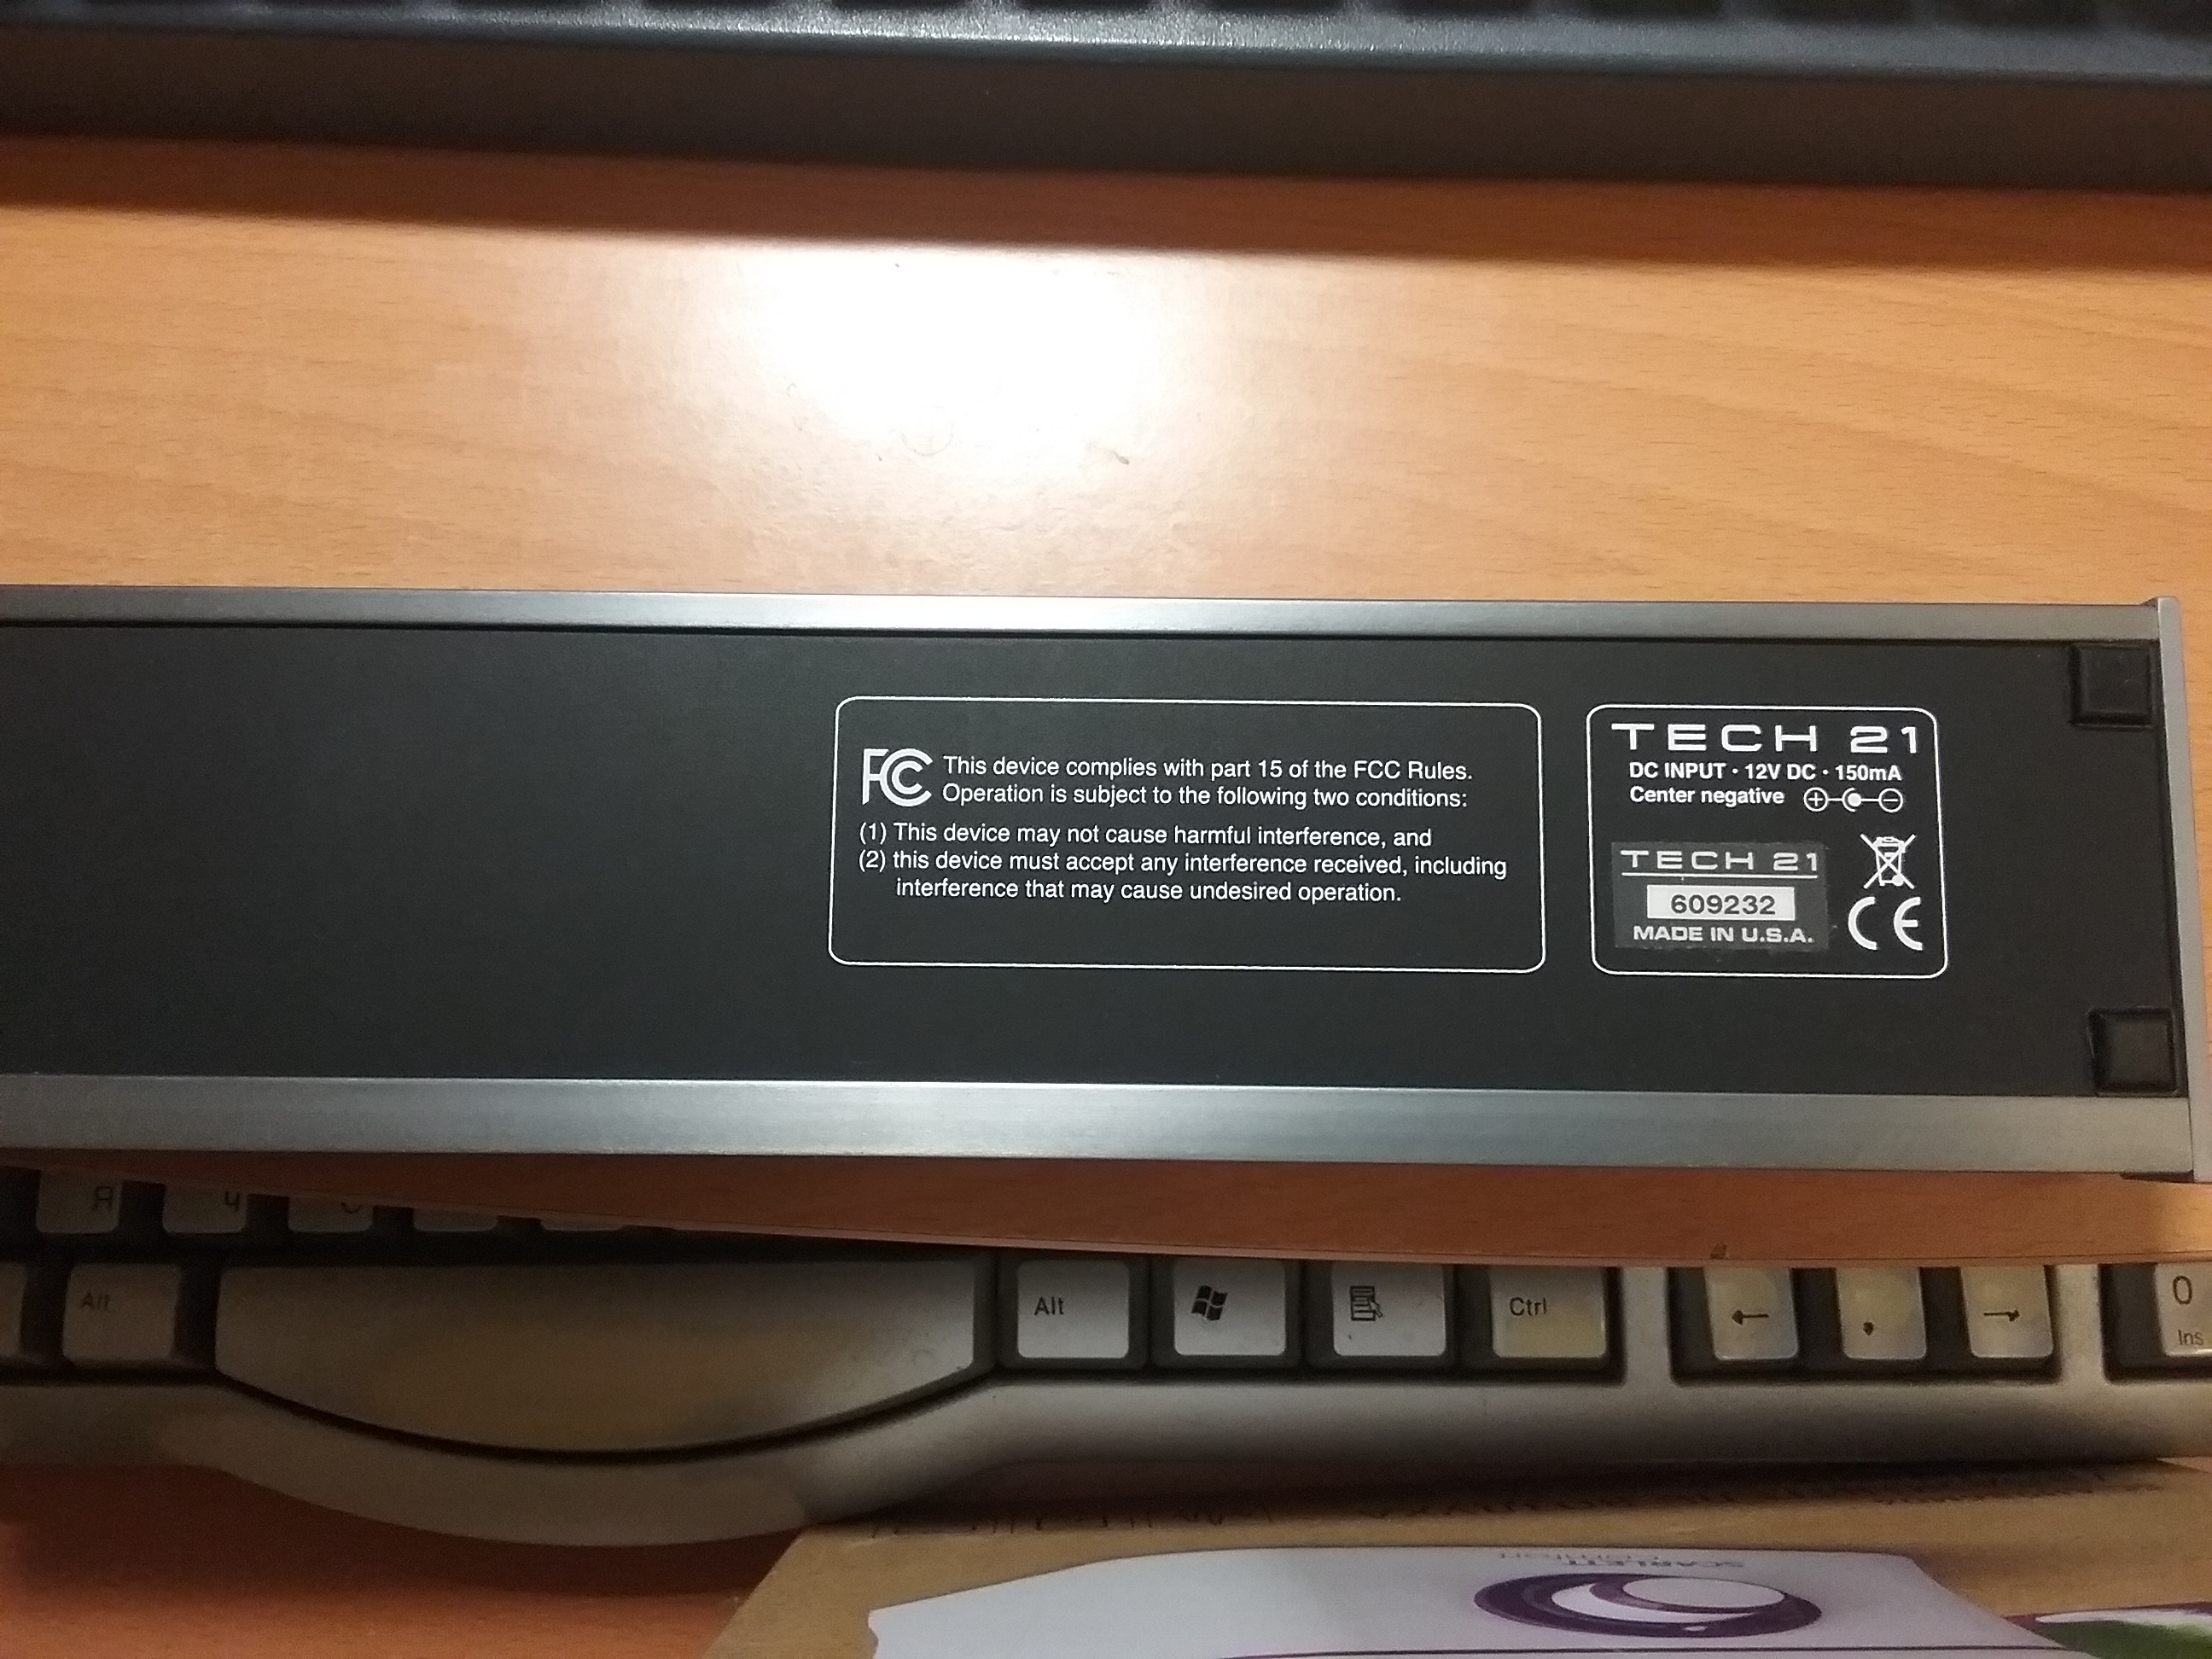 FC This device complies with part 15 of the FCC Rules.
Operation is subject to the following two conditions:
(1) This device may not cause harmful interference, and
(2) this device must accept any interference received, including
interference that may cause undesired operation.
TECH 21
DC INPUT · 12V DC · 150mA
Center negative
TECH 21
609232
MADE IN U.S.A.
CE
Я Ч С
Alt Alt Ctrl 0
Ins
SCARLETT